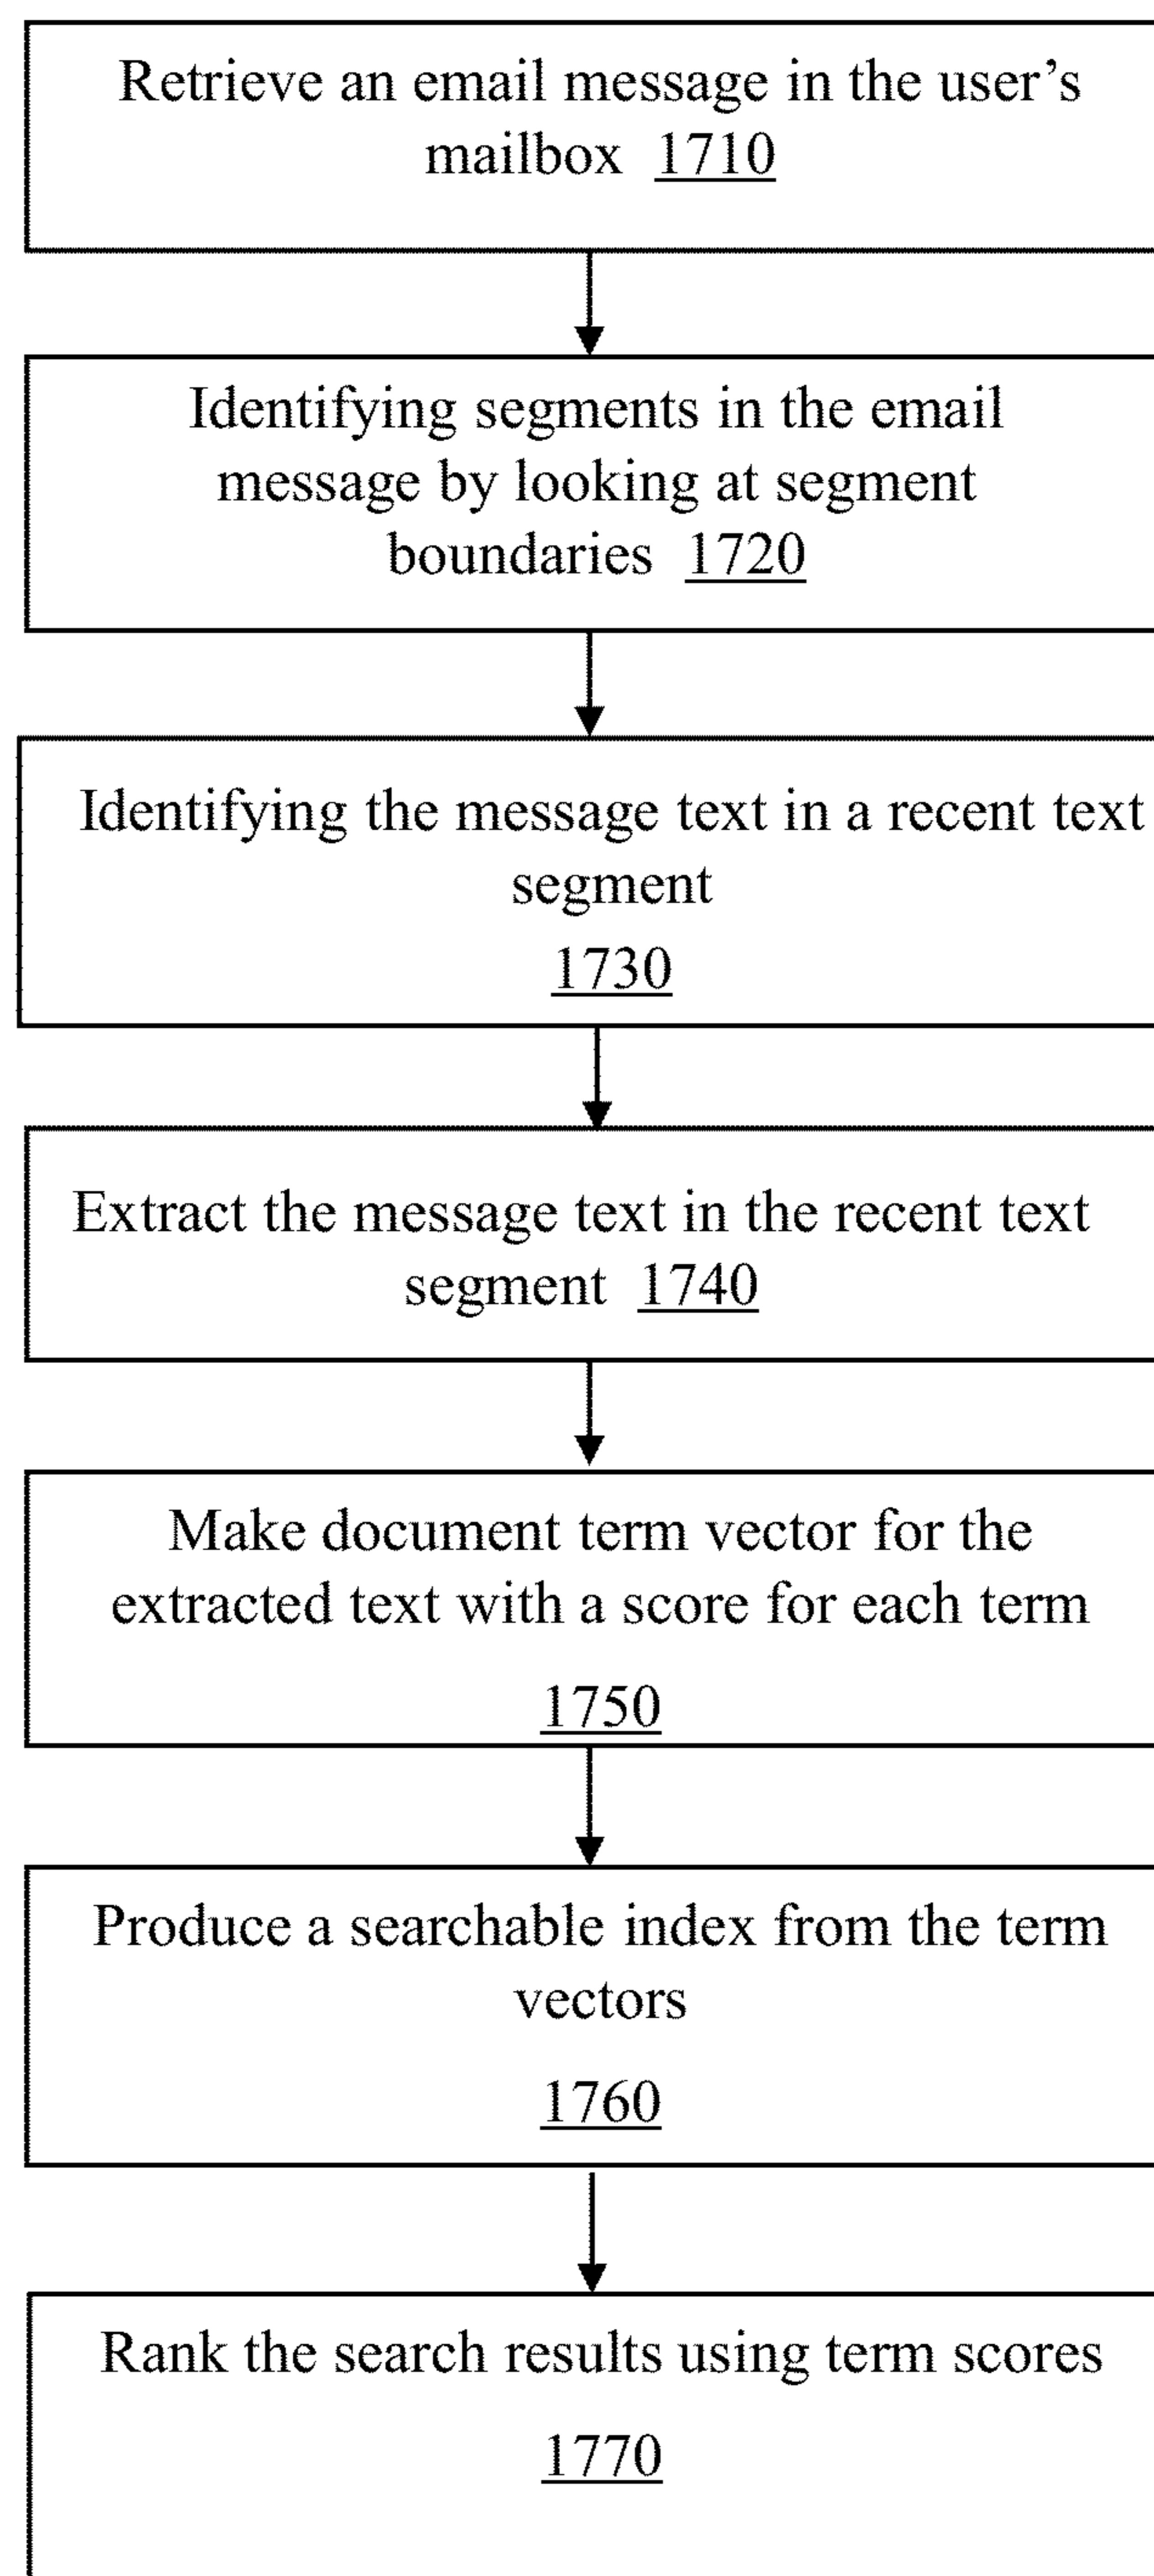 Retrieve an email message in the user’s
mailbox 1710
Identifying segments in the email
message by looking at segment
boundaries 1720
Identifying the message text in a recent text
segment
1730
Extract the message text in the recent text
segment 1740
Make document term vector for the
extracted text with a score for each term
1750
Produce a searchable index from the term
vectors
1760
Rank the search results using term scores
1770